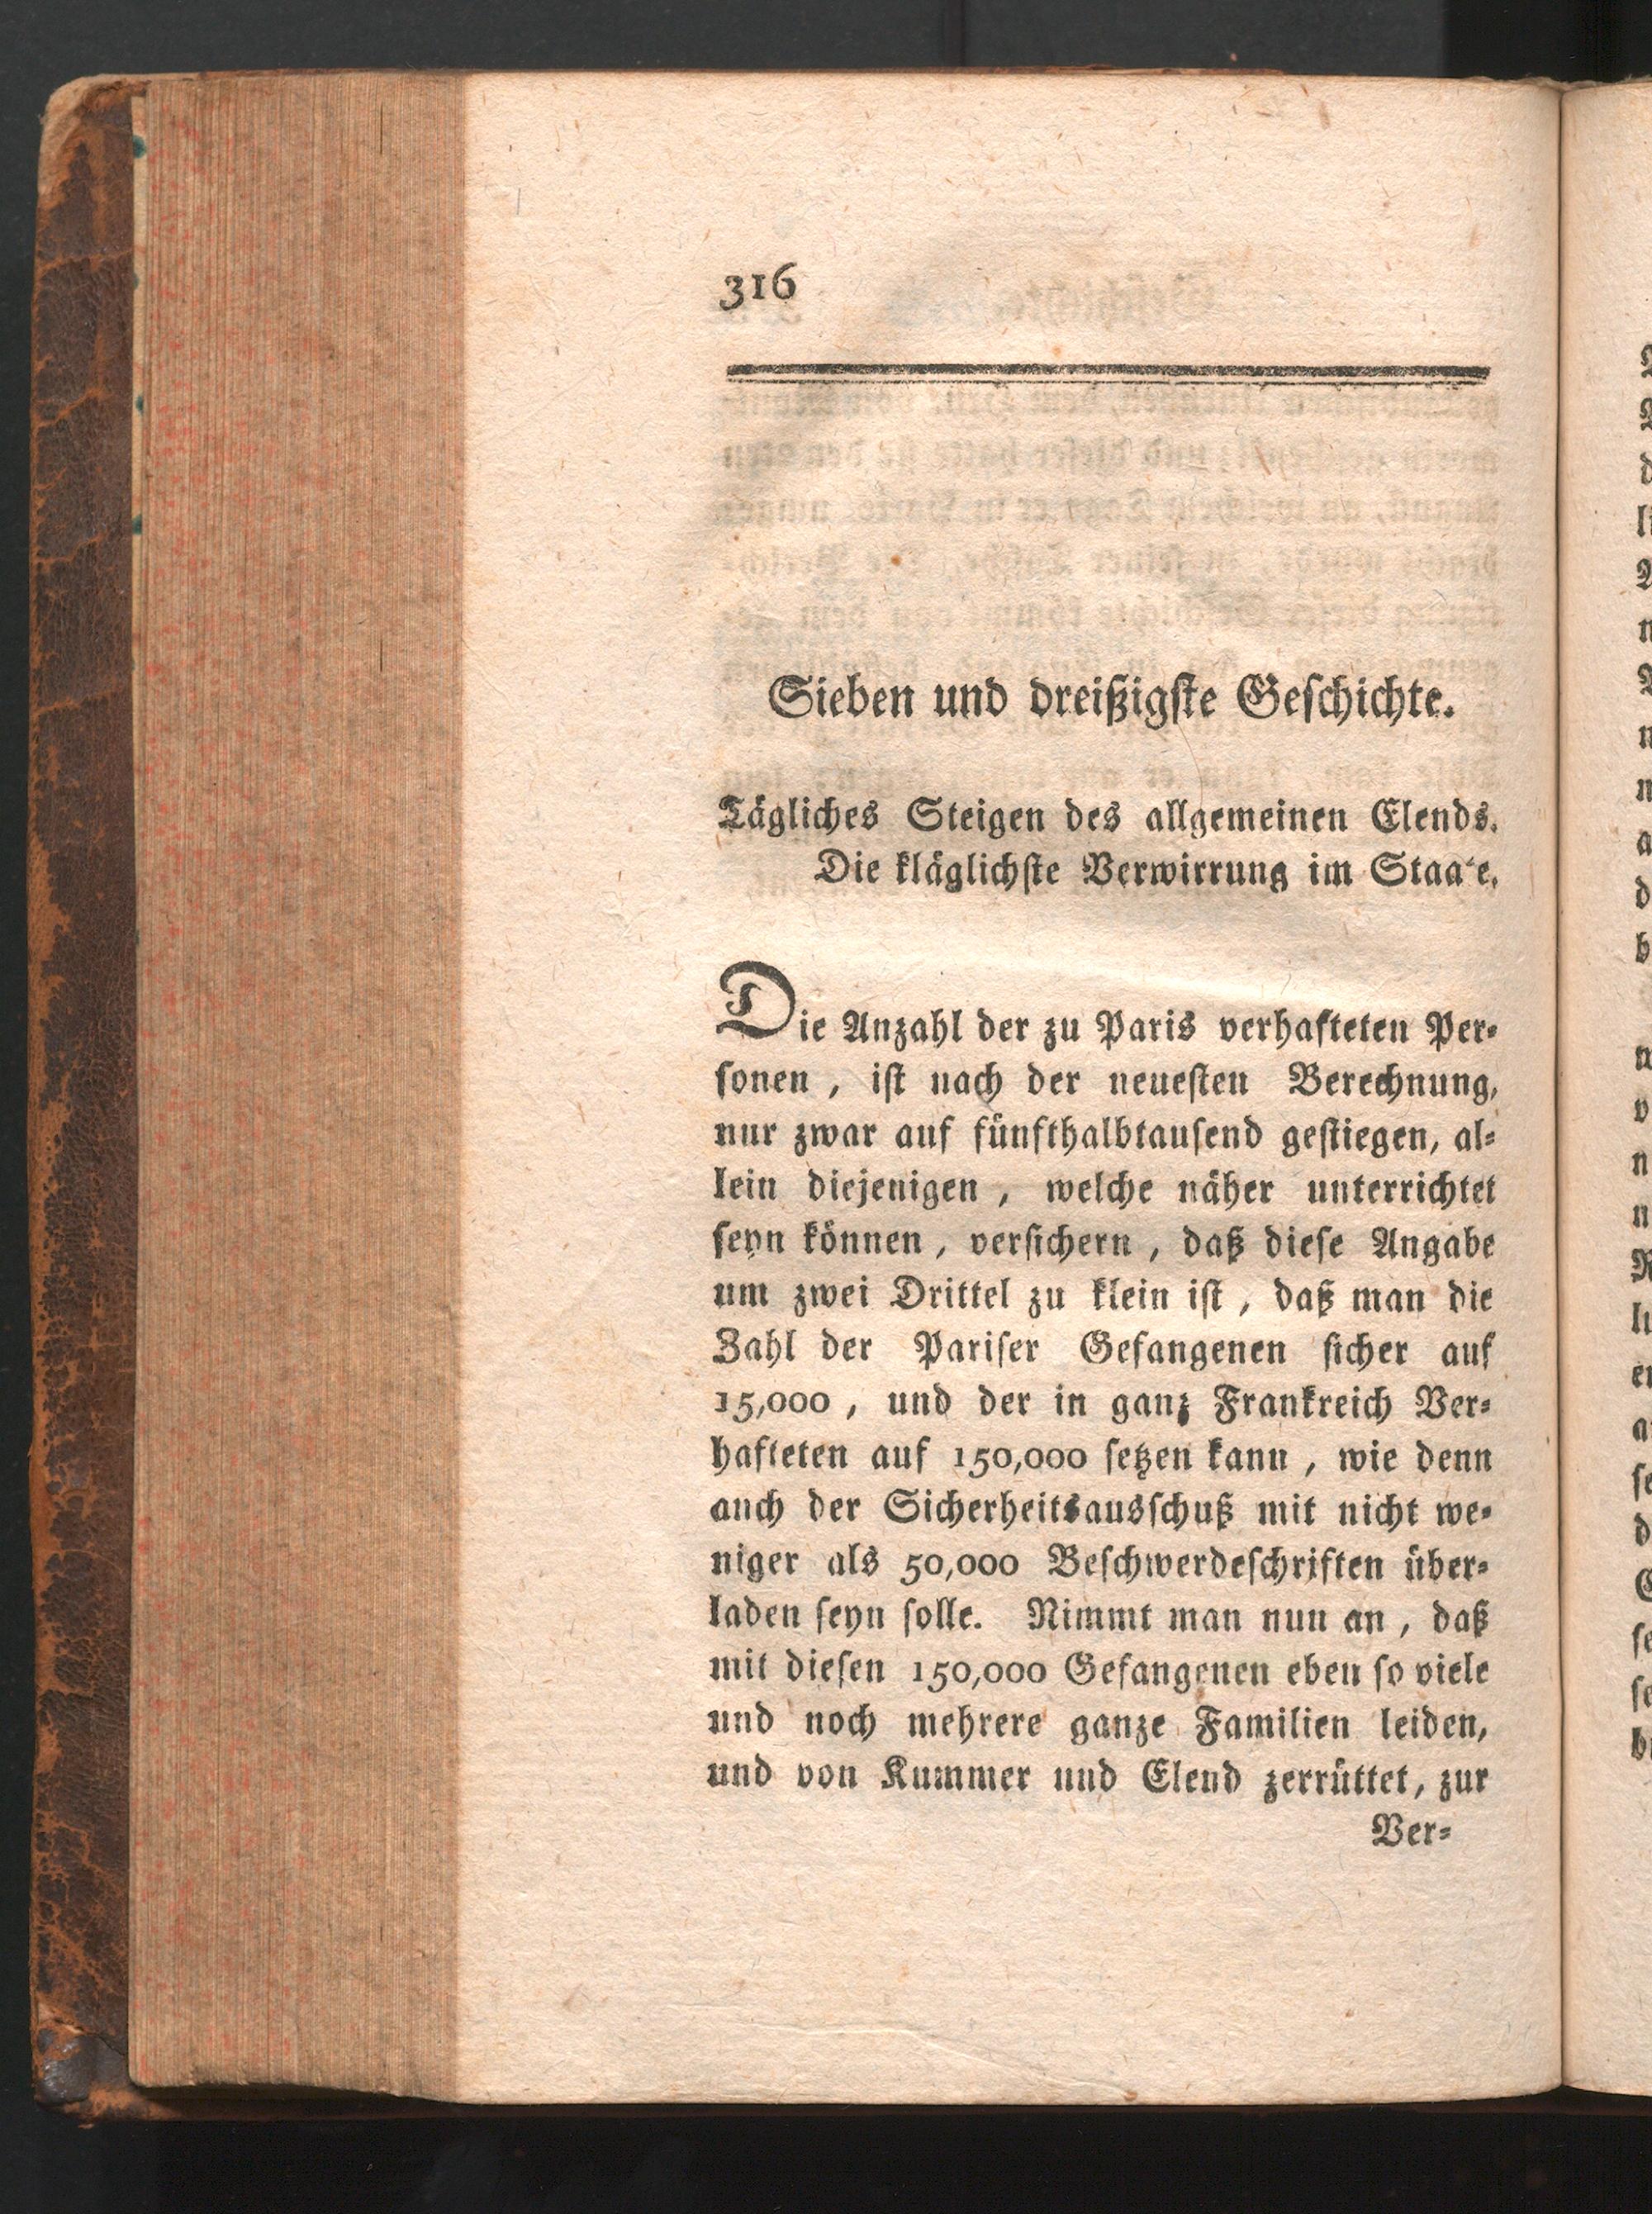 316
Sieben und dreißigſte Geſchichte.
Tägliches Steigen des allgemeinen Elends.
Die kläglichſte Verwirrung im Staa'e.
Die Anzahl der zu Paris verhafteten Per⸗
ſonen , iſt nach der neueſten Berechnung,
nur zwar auf fünfthalbtauſend geſtiegen, al⸗
lein diejenigen , welche näher unterrichtet
ſeyn können , verſichern , daß dieſe Angabe
um zwei Drittel zu klein iſt , daß man die
Zahl der Pariſer Gefangenen ſicher auf
15,000 , und der in ganz Frankreich Ver⸗
hafteten auf 150,000 ſetzen kann , wie denn
auch der Sicherheitsausſchuß mit nicht we⸗
niger als 50,000 Beſchwerdeſchriften über⸗
laden ſeyn ſolle. Nimmt man nun an , daß
mit dieſen 150,000 Gefangenen eben ſo viele
und noch mehrere ganze Familien leiden,
und von Kummer und Elend zerrüttet, zur
Ver⸗